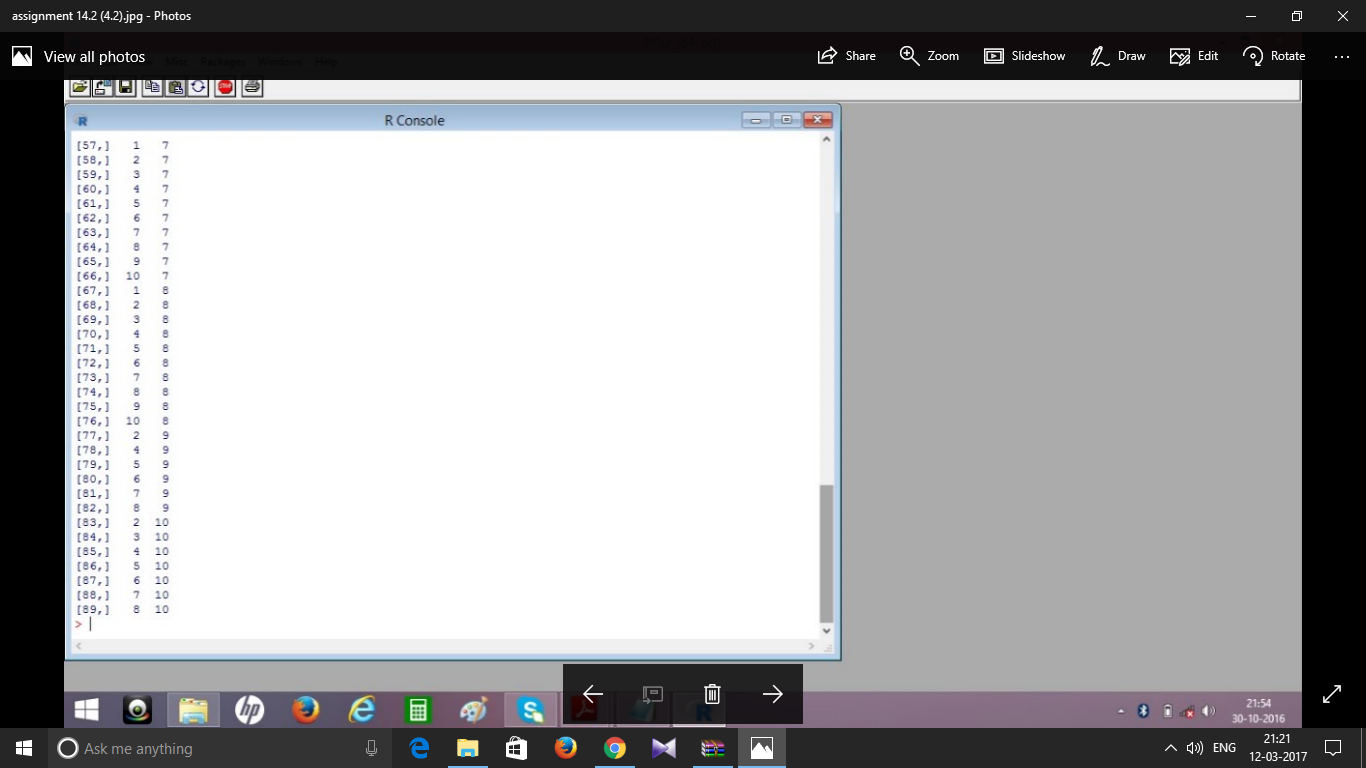 assignment 14.2 (4.2).jpg - Photos
View all photos
Share Zoom Slideshow Draw Edit Rotate
Misc Packages Windows Help
STOP
R Console
[57,] 1 7
[58,] 2 7
[59,] 3 7
[60,] 4 7
[61,] 5 7
[62,] 6 7
[63,] 7 7
[64,] 8 7
[65,] 9 7
[66,] 10 7
[67,] 1 8
[68,] 2 8
[69,] 3 8
[70,] 4 8
[71,] 5 8
[72,] 6 8
[73,] 7 8
[74,] 8 8
[75,] 9 8
[76,] 10 8
[77,] 2 9
[78,] 4 9
[79,] 5 9
[80,] 6 9
[81,] 7 9
[82,] 8 9
[83,] 2 10
[84,] 3 10
[85,] 4 10
[86,] 5 10
[87,] 6 10
[88,] 7 10
[89,] 8 10
>
21:54
30-10-2016
Ask me anything
ENG
21:21
12-03-2017